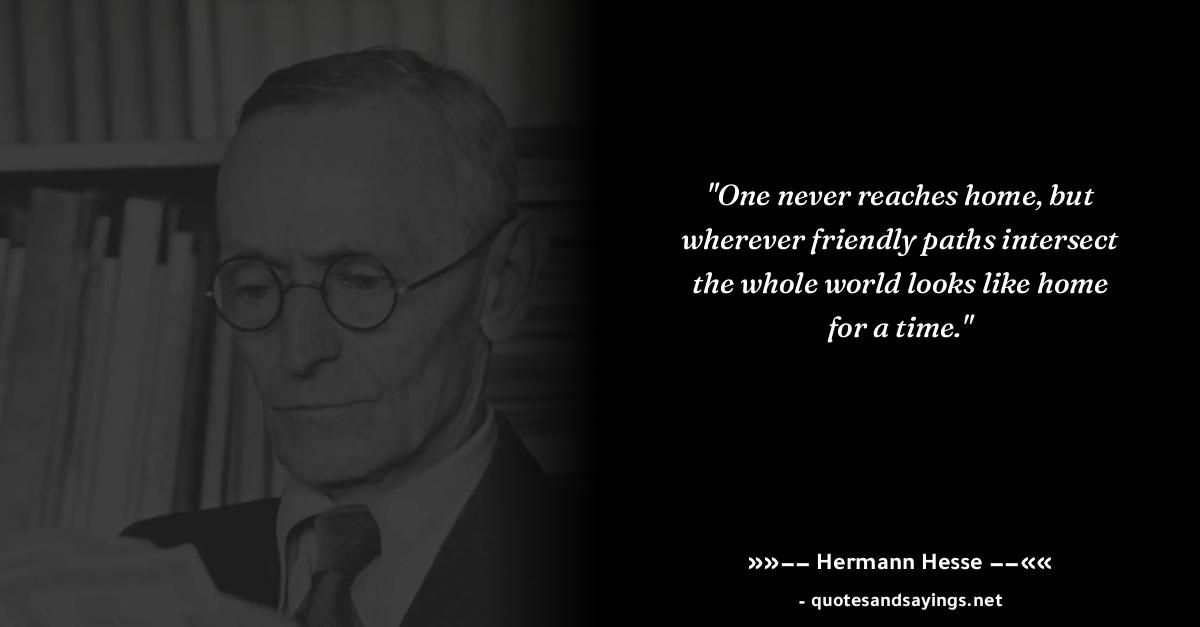 "One never reaches home, but
wherever friendly paths intersect
the whole world looks like home
for a time."
»»−− Hermann Hesse −−««
- quotesandsayings.net